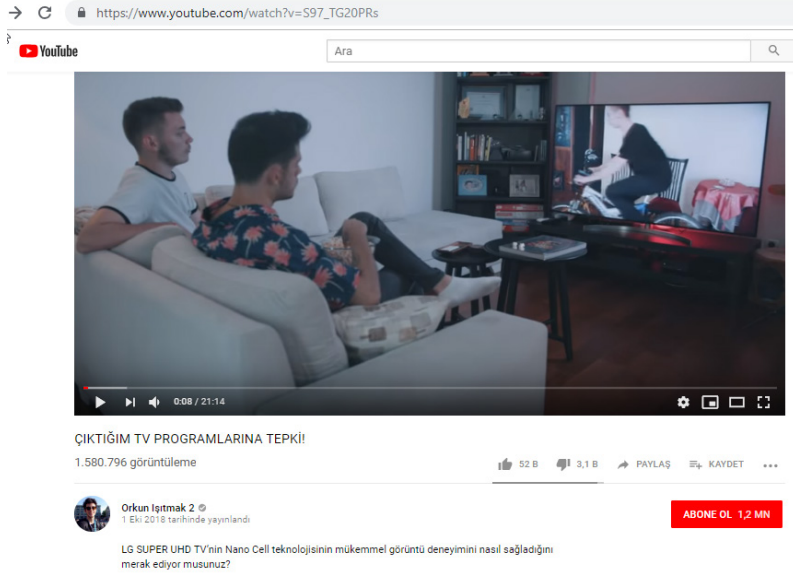 https://www.youtube.com/watch?v=S97_TG20PRs
YouTube
Ara
0:08 / 21:14
ÇIKTIĞIM TV PROGRAMLARINA TEPKİ!
1.580.796 görüntüleme
52 B
3,1 B
PAYLAŞ
KAYDET
Orkun Işıtmak 2
1 Eki 2018 tarihinde yayınlandı
ABONE OL 1,2 MN
LG SUPER UHD TV'nin Nano Cell teknolojisinin mükemmel görüntü deneyimini nasıl sağladığını
merak ediyor musunuz?